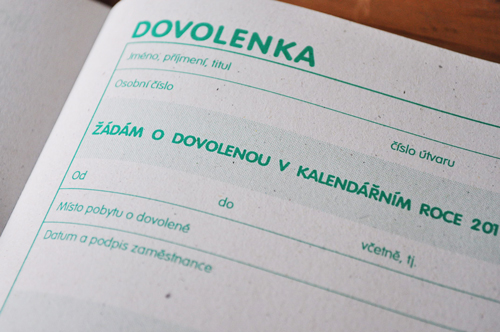 DOVOLENKA
Jméno, příjmení, titul
Osobní číslo
číslo útvaru
ŽÁDÁM O DOVOLENOU V KALENDÁŘNÍM ROCE 201
Od do včetně, tj.
Místo pobytu o dovolené
Datum a podpis zaměstnance